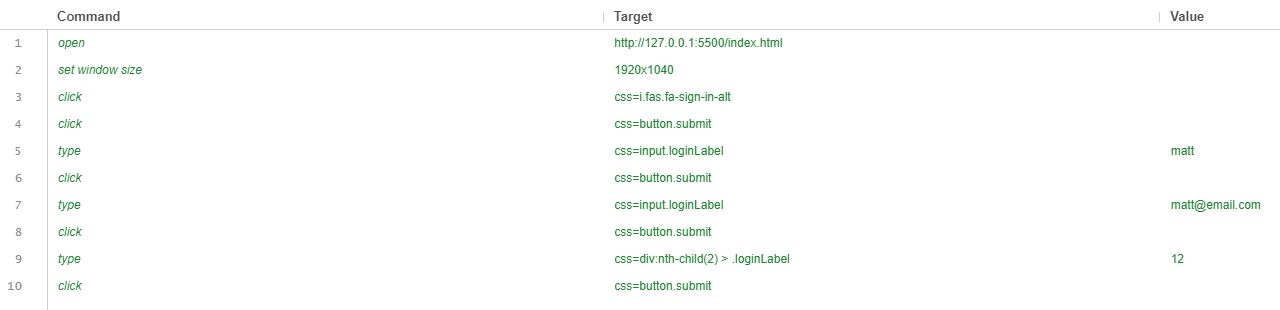 Command Target Value
1 open http://127.0.0.1:5500/index.html
2 set window size 1920x1040
3 click css=i.fas.fa-sign-in-alt
4 click css=button.submit
5 type css=input.loginLabel matt
6 click css=button.submit
7 type css=input.loginLabel matt@email.com
8 click css=button.submit
9 type css=div:nth-child(2) > .loginLabel 12
10 click css=button.submit